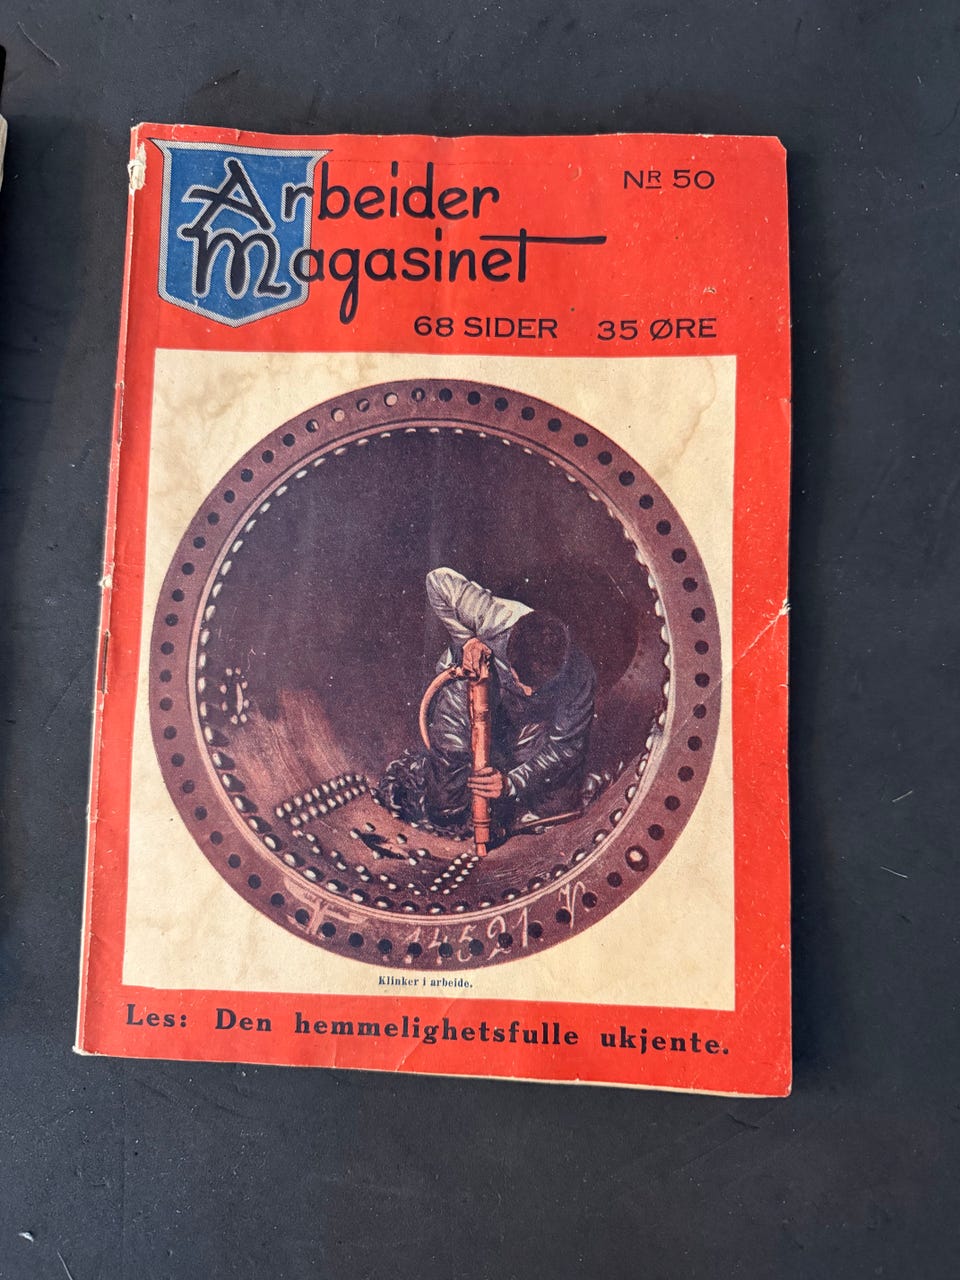 Arbeider
Magasinet
NR 50
68 SIDER 35 ØRE
Klinker i arbeide.
Les: Den hemmelighetsfulle ukjente.